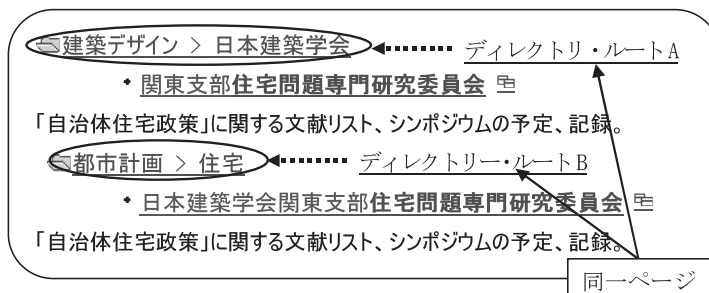 建築デザイン > 日本建築学会 ディレクトリ・ルートA
・関東支部住宅問題専門研究委員会
「自治体住宅政策」に関する文献リスト、シンポジウムの予定、記録。
都市計画 > 住宅 ディレクトリー・ルートB
・日本建築学会関東支部住宅問題専門研究委員会
「自治体住宅政策」に関する文献リスト、シンポジウムの予定、記録。
同一ページ